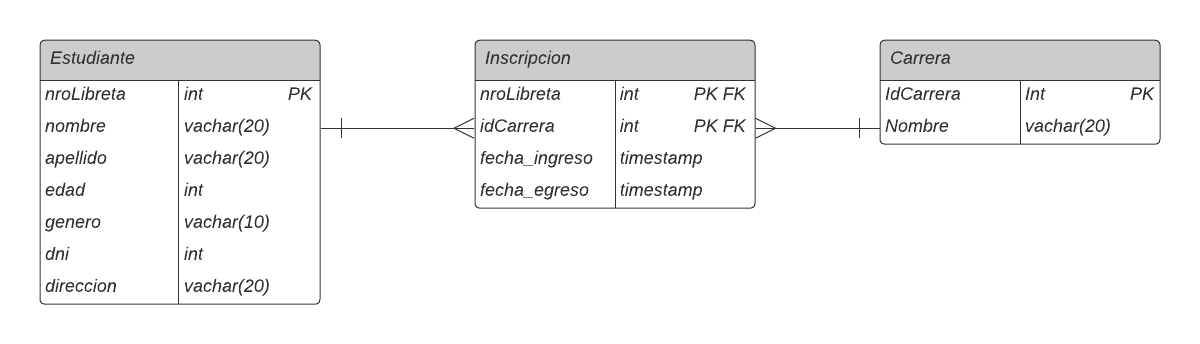 Estudiante
nroLibreta int PK
nombre vachar(20)
apellido vachar(20)
edad int
genero vachar(10)
dni int
direccion vachar(20)
Inscripcion
nroLibreta int PK FK
idCarrera int PK FK
fecha_ingreso timestamp
fecha_egreso timestamp
Carrera
IdCarrera Int PK
Nombre vachar(20)